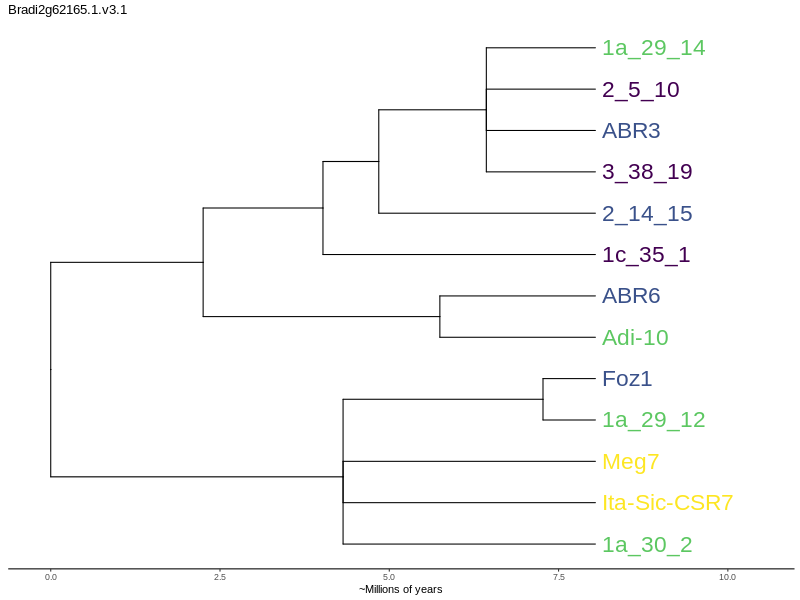 Bradi2g62165.1.v3.1
1a_29_14
2_5_10
ABR3
3_38_19
2_14_15
1c_35_1
ABR6
Adi-10
Foz1
1a_29_12
Meg7
Ita-Sic-CSR7
1a_30_2
0.0 2.5 5.0 7.5 10.0
~Millions of years